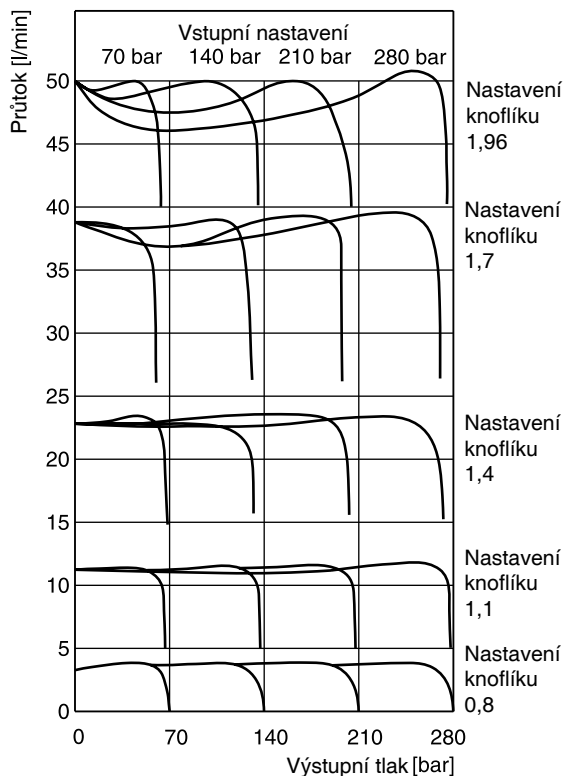 Vstupní nastavení
70 bar 140 bar 210 bar 280 bar
Průtok [l/min]
50
45
40
35
30
25
20
15
10
5
0
Nastavení
knoflíku
1,96
Nastavení
knoflíku
1,7
Nastavení
knoflíku
1,4
Nastavení
knoflíku
1,1
Nastavení
knoflíku
0,8
0 70 140 210 280
Výstupní tlak [bar]